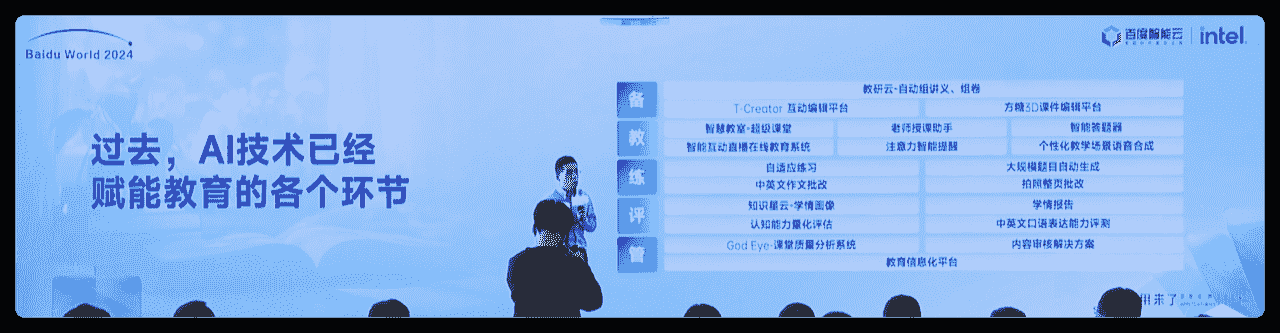 Baidu World 2024
百度智能云
intel.
过去，AI技术已经
赋能教育的各个环节
备
教研云-自动组讲义、组卷
T-Creator 互动编辑平台
方糖3D课件编辑平台
教
智慧教室-超级课堂
老师授课助手
智能答题器
智能互动直播在线教育系统
注意力智能提醒
个性化教学场景语音合成
练
自适应练习
大规模题目自动生成
中英文作文批改
拍照整页批改
评
知识星云-学情画像
学情报告
认知能力量化评估
中英文口语表达能力评测
管
God Eye-课堂质量分析系统
内容审核解决方案
教育信息化平台
用来了